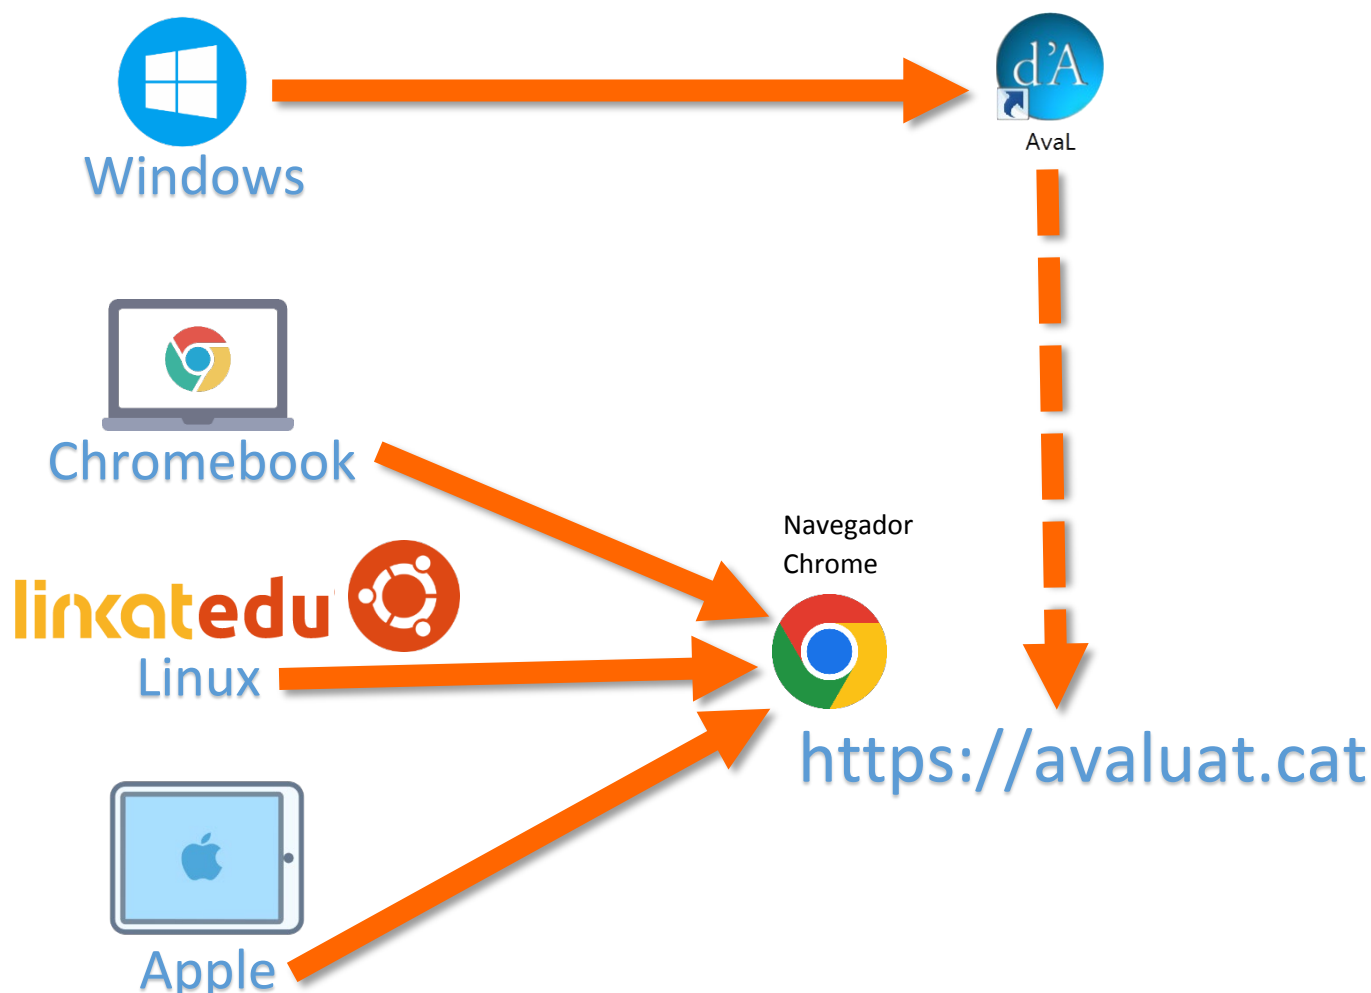 d'A
AvaL
Windows
Chromebook
Navegador
Chrome
linkatedu
Linux
https://avaluat.cat
Apple